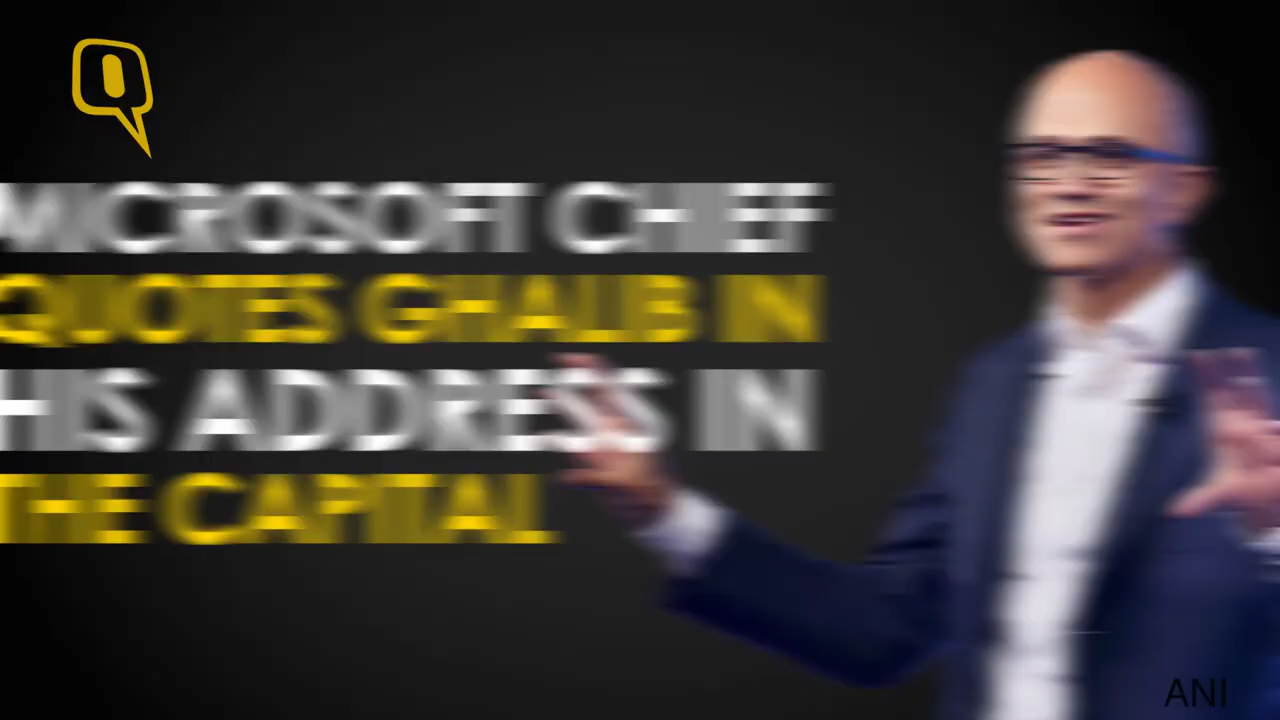 MICROSOFT CHIEF
QUOTES GHALIB IN
HIS ADDRESS IN
THE CAPITAL
ANI